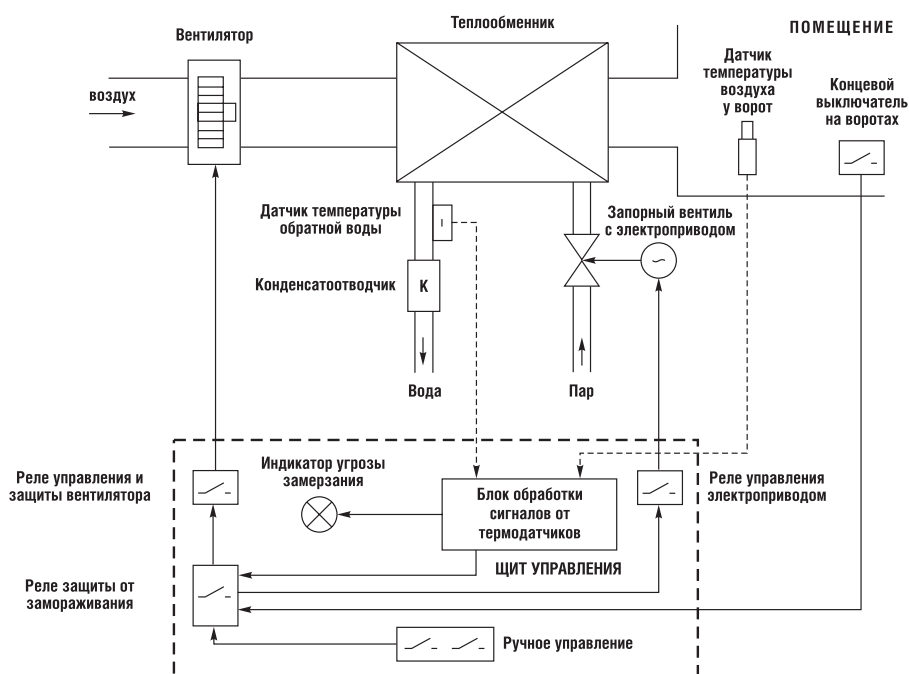 Теплообменник
ПОМЕЩЕНИЕ
Вентилятор
Датчик
температуры
воздуха
у ворот
Концевой
выключатель
на воротах
воздух
Датчик температуры
обратной воды
Запорный вентиль
с электроприводом
Конденсатоотводчик
К
Вода
Пар
Реле управления и
защиты вентилятора
Индикатор угрозы
замерзания
Блок обработки
сигналов от
термодатчиков
Реле управления
электроприводом
ЩИТ УПРАВЛЕНИЯ
Реле защиты от
замораживания
Ручное управление